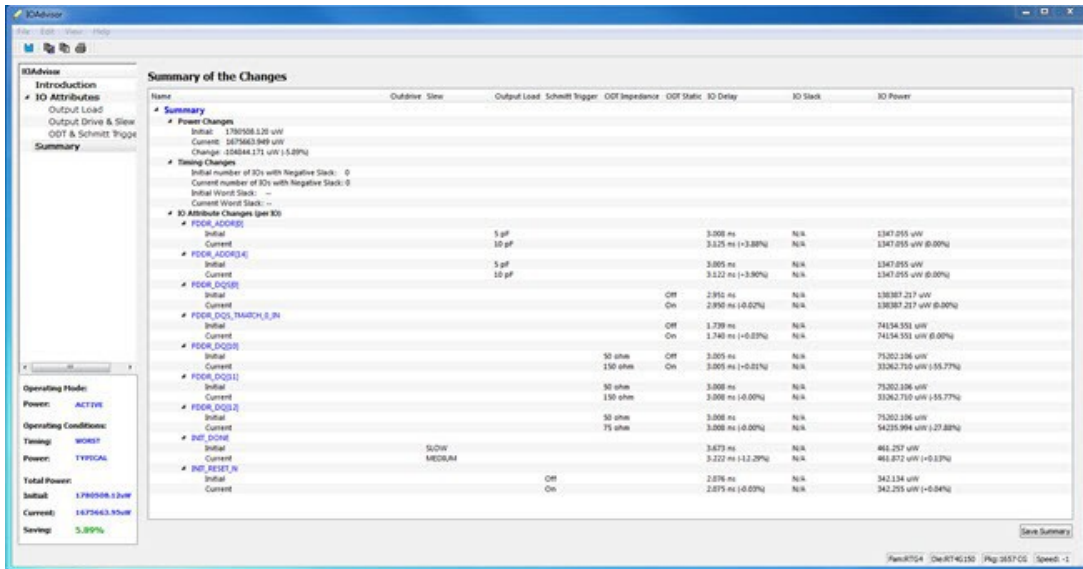 IOAdvisor
File Edit View Help
IOAdvisor
Introduction
IO Attributes
Output Load
Output Drive & Slew
ODT & Schmitt Trigge
Summary
Summary of the Changes
Name Outdrive Slew Output Load Schmitt Trigger ODT Impedance ODT Static IO Delay IO Slack IO Power
Summary
Power Changes
Initial: 1780508.120 uW
Current: 1675663.949 uW
Change: -104844.171 uW (-5.89%)
Timing Changes
Initial number of IOs with Negative Slack: 0
Current number of IOs with Negative Slack: 0
Initial Worst Slack: --
Current Worst Slack: --
IO Attribute Changes (per IO)
FDDR_ADDR[0]
Initial 5 pF 3.008 ns N/A 1347.055 uW
Current 10 pF 3.125 ns (+3.88%) N/A 1347.055 uW (0.00%)
FDDR_ADDR[14]
Initial 5 pF 3.005 ns N/A 1347.055 uW
Current 10 pF 3.122 ns (+3.90%) N/A 1347.055 uW (0.00%)
FDDR_DQS[0]
Initial Off 2.951 ns N/A 138387.217 uW
Current On 2.950 ns (-0.02%) N/A 138387.217 uW (0.00%)
FDDR_DQS_TMATCH_0_IN
Initial Off 1.739 ns N/A 74154.551 uW
Current On 1.740 ns (+0.03%) N/A 74154.551 uW (0.00%)
FDDR_DQ[10]
Initial 50 ohm Off 3.005 ns N/A 75202.106 uW
Current 150 ohm On 3.005 ns (+0.01%) N/A 33262.710 uW (-55.77%)
FDDR_DQ[11]
Initial 50 ohm 3.008 ns N/A 75202.106 uW
Current 150 ohm 3.008 ns (-0.00%) N/A 33262.710 uW (-55.77%)
FDDR_DQ[12]
Initial 50 ohm 3.008 ns N/A 75202.106 uW
Current 75 ohm 3.008 ns (-0.00%) N/A 54235.994 uW (-27.88%)
INIT_DONE
Initial SLOW 3.673 ns N/A 461.257 uW
Current MEDIUM 3.222 ns (-12.29%) N/A 461.872 uW (+0.13%)
INIT_RESET_N
Initial Off 2.076 ns N/A 342.134 uW
Current On 2.075 ns (-0.03%) N/A 342.255 uW (+0.04%)
Operating Mode:
Power: ACTIVE
Operating Conditions:
Timing: WORST
Power: TYPICAL
Total Power:
Initial: 1780508.12uW
Current: 1675663.95uW
Saving: 5.89%
Save Summary
Fam:RTG4 Die:RT4G150 Pkg:1657 CG Speed: -1